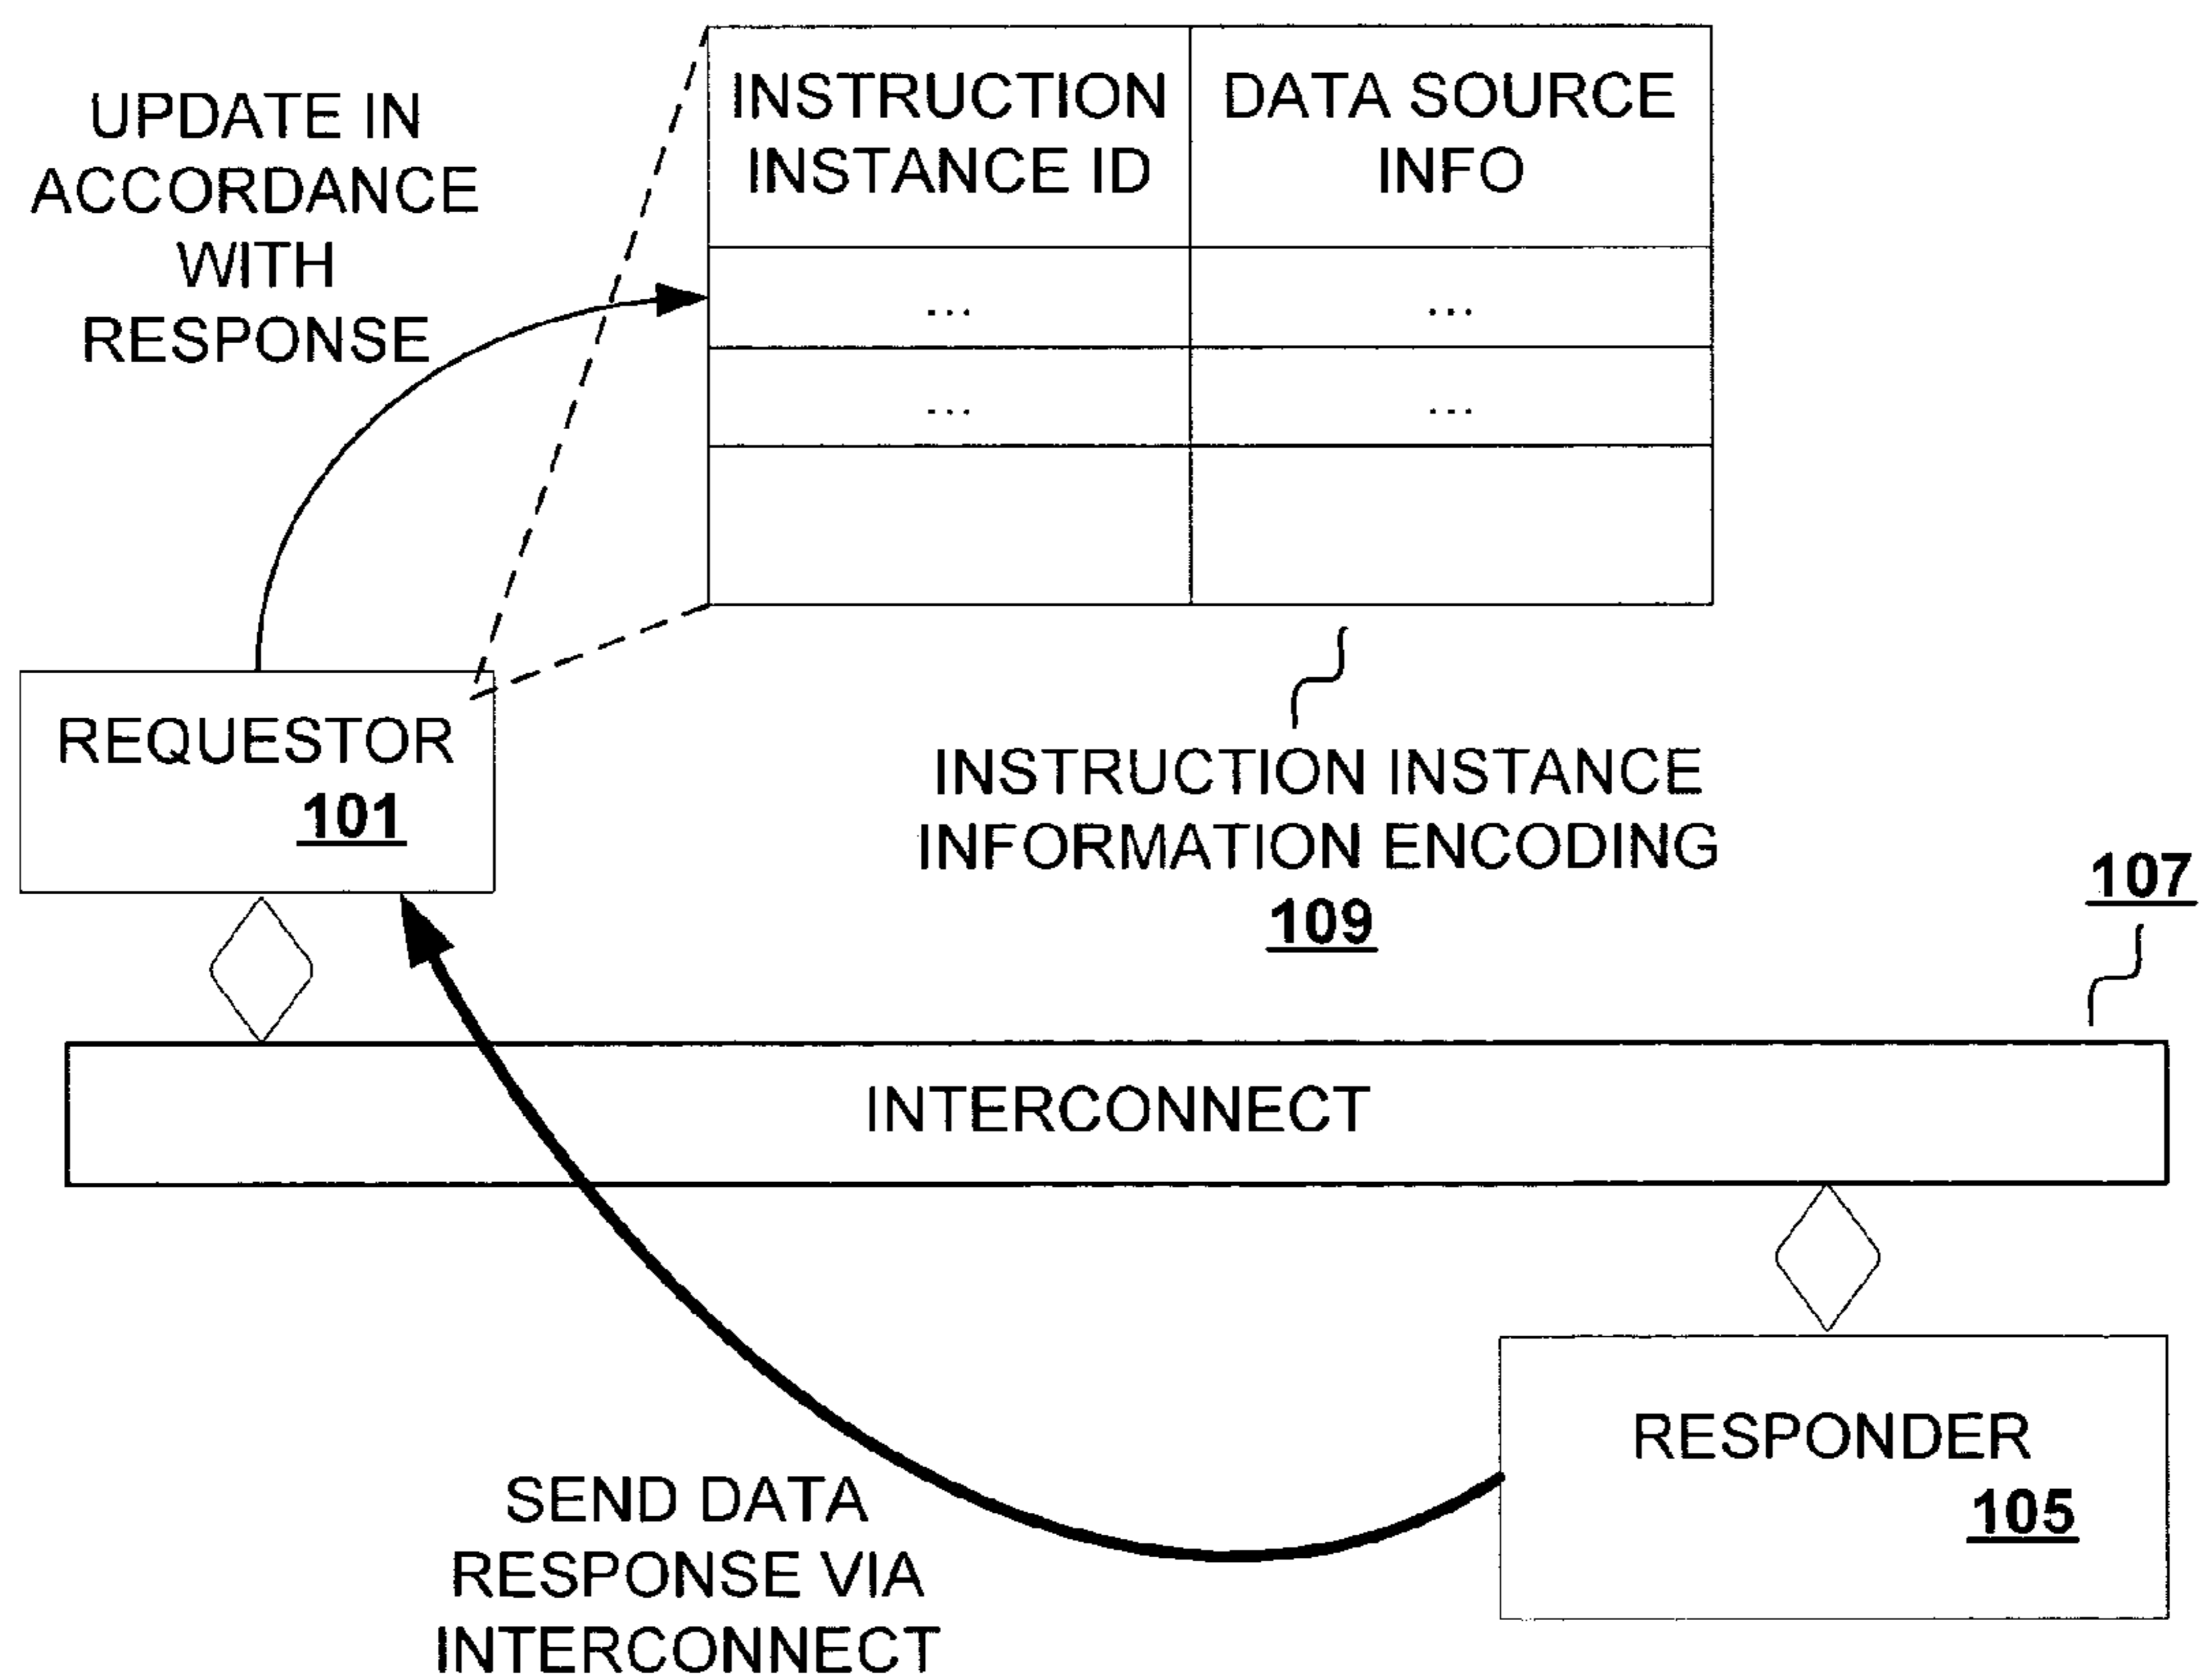 UPDATE IN
ACCORDANCE
WITH
RESPONSE
INSTRUCTION
INSTANCE ID
DATA SOURCE
INFO
... ...
... ...
REQUESTOR
101
INSTRUCTION INSTANCE
INFORMATION ENCODING
109
107
INTERCONNECT
RESPONDER
105
SEND DATA
RESPONSE VIA
INTERCONNECT